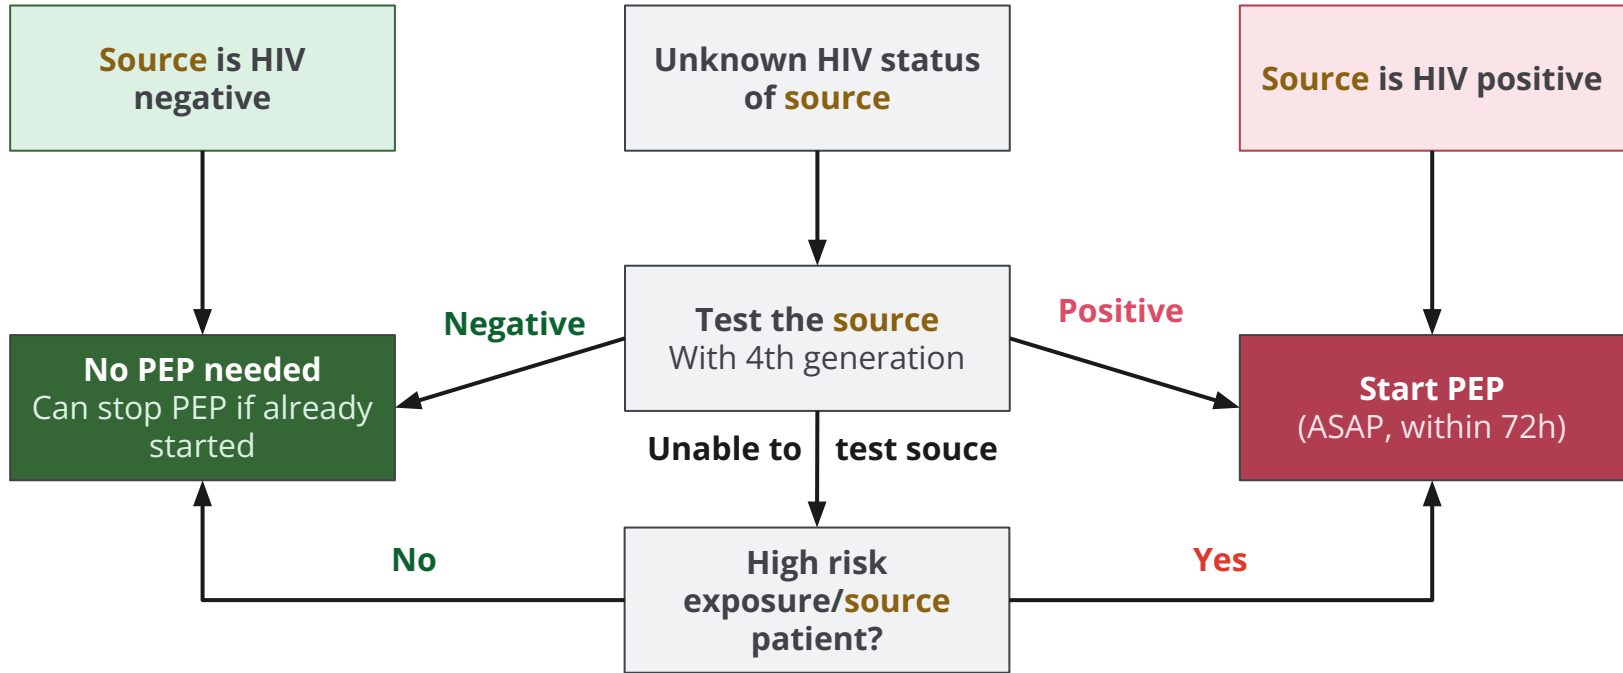 Source is HIV
negative
Unknown HIV status
of source
Source is HIV positive
Negative
Test the source
With 4th generation
Positive
No PEP needed
Can stop PEP if already
started
Start PEP
(ASAP, within 72h)
Unable to test souce
No
High risk
exposure/source
patient?
Yes